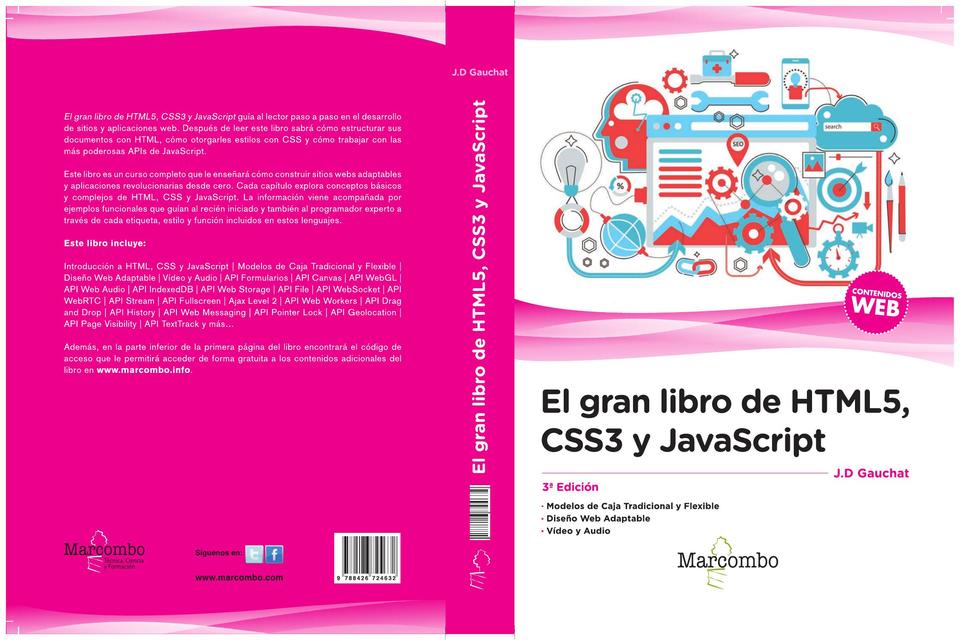 El gran libro de HTML5, CSS3 y JavaScript guía al lector paso a paso en el desarrollo
de sitios y aplicaciones web. Después de leer este libro sabrá cómo estructurar sus
documentos con HTML, cómo otorgarles estilos con CSS y cómo trabajar con las
más poderosas APIs de JavaScript.
Este libro es un curso completo que le enseñará cómo construir sitios webs adaptables
y aplicaciones revolucionarias desde cero. Cada capítulo explora conceptos básicos
y complejos de HTML, CSS y JavaScript. La información viene acompañada por
ejemplos funcionales que guían al recién iniciado y también al programador experto a
través de cada etiqueta, estilo y función incluidos en estos lenguajes.
Este libro incluye:
Introducción a HTML, CSS y JavaScript | Modelos de Caja Tradicional y Flexible |
Diseño Web Adaptable | Vídeo y Audio | API Formularios | API Canvas | API WebGL |
API Web Audio | API IndexedDB | API Web Storage | API File | API WebSocket | API
WebRTC | API Stream | API Fullscreen | Ajax Level 2 | API Web Workers | API Drag
and Drop | API History | API Web Messaging | API Pointer Lock | API Geolocation |
API Page Visibility | API TextTrack y más...
Además, en la parte inferior de la primera página del libro encontrará el código de
acceso que le permitirá acceder de forma gratuita a los contenidos adicionales del
libro en www.marcombo.info.
Marcombo
Técnica, Ciencia
y Formación
Síguenos en:
www.marcombo.com
9 788426 724632
J.D Gauchat
El gran libro de HTML5, CSS3 y JavaScript
search
SEO
%
CONTENIDOS
WEB
El gran libro de HTML5,
CSS3 y JavaScript
J.D Gauchat
3ª Edición
· Modelos de Caja Tradicional y Flexible
· Diseño Web Adaptable
· Vídeo y Audio
Marcombo